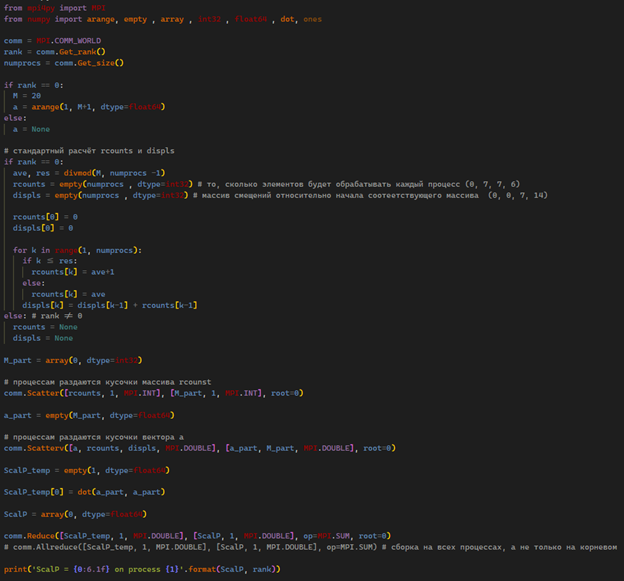 from mpi4py import MPI
from numpy import arange, empty , array , int32 , float64 , dot, ones
comm = MPI.COMM_WORLD
rank = comm.Get_rank()
numprocs = comm.Get_size()
if rank == 0:
M = 20
a = arange(1, M+1, dtype=float64)
else:
a = None
# стандартный расчёт rcounts и displs
if rank == 0:
ave, res = divmod(M, numprocs -1)
rcounts = empty(numprocs , dtype=int32) # то, сколько элементов будет обрабатывать каждый процесс (0, 7, 7, 6)
displs = empty(numprocs , dtype=int32) # массив смещений относительно начала соотеетствующего массива (0, 0, 7, 14)
rcounts[0] = 0
displs[0] = 0
for k in range(1, numprocs):
if k ≤ res:
rcounts[k] = ave+1
else:
rcounts[k] = ave
displs[k] = displs[k-1] + rcounts[k-1]
else: # rank ≠ 0
rcounts = None
displs = None
M_part = array(0, dtype=int32)
# процессам раздаются кусочки массива rcounst
comm.Scatter([rcounts, 1, MPI.INT], [M_part, 1, MPI.INT], root=0)
a_part = empty(M_part, dtype=float64)
# процессам раздаются кусочки вектора a
comm.Scatterv([a, rcounts, displs, MPI.DOUBLE], [a_part, M_part, MPI.DOUBLE], root=0)
ScalP_temp = empty(1, dtype=float64)
ScalP_temp[0] = dot(a_part, a_part)
ScalP = array(0, dtype=float64)
comm.Reduce([ScalP_temp, 1, MPI.DOUBLE], [ScalP, 1, MPI.DOUBLE], op=MPI.SUM, root=0)
# comm.Allreduce([ScalP_temp, 1, MPI.DOUBLE], [ScalP, 1, MPI.DOUBLE], op=MPI.SUM) # сборка на всех процессах, а не только на корневом
print('ScalP = {0:6.1f} on process {1}'.format(ScalP, rank))